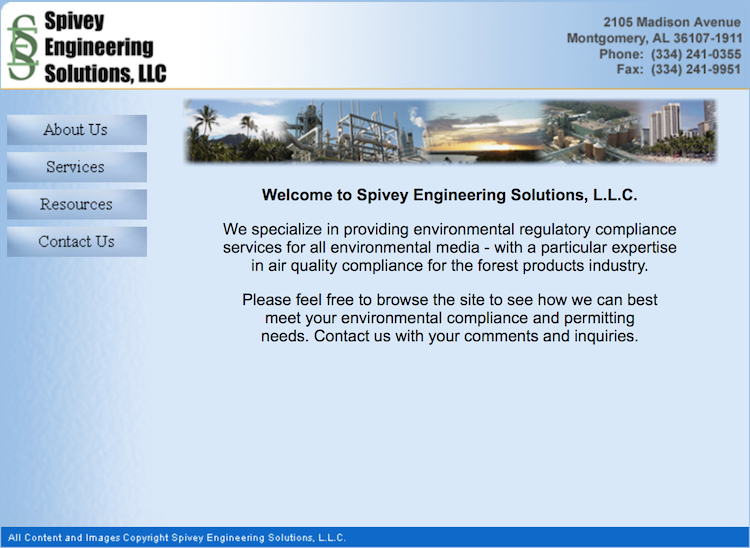 SES
Spivey
Engineering
Solutions, LLC
2105 Madison Avenue
Montgomery, AL 36107-1911
Phone: (334) 241-0355
Fax: (334) 241-9951
About Us
Services
Resources
Contact Us
Welcome to Spivey Engineering Solutions, L.L.C.
We specialize in providing environmental regulatory compliance
services for all environmental media - with a particular expertise
in air quality compliance for the forest products industry.
Please feel free to browse the site to see how we can best
meet your environmental compliance and permitting
needs. Contact us with your comments and inquiries.
All Content and Images Copyright Spivey Engineering Solutions, L.L.C.